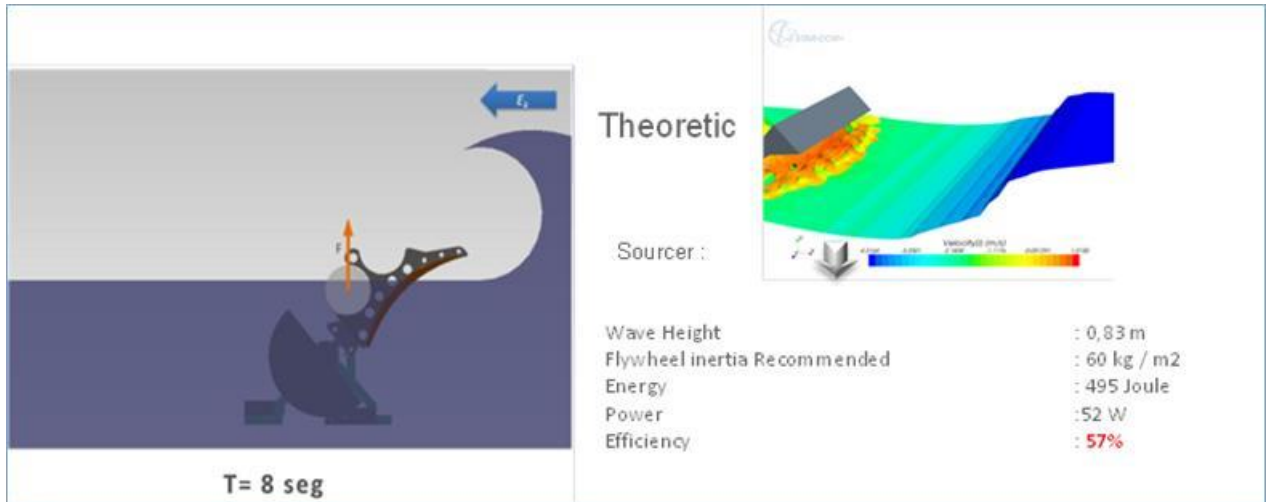 F
T= 8 seg
Theoretic
Sourcer :
Wave Height : 0,83 m
Flywheel inertia Recommended : 60 kg / m2
Energy : 495 Joule
Power :52 W
Efficiency : 57%